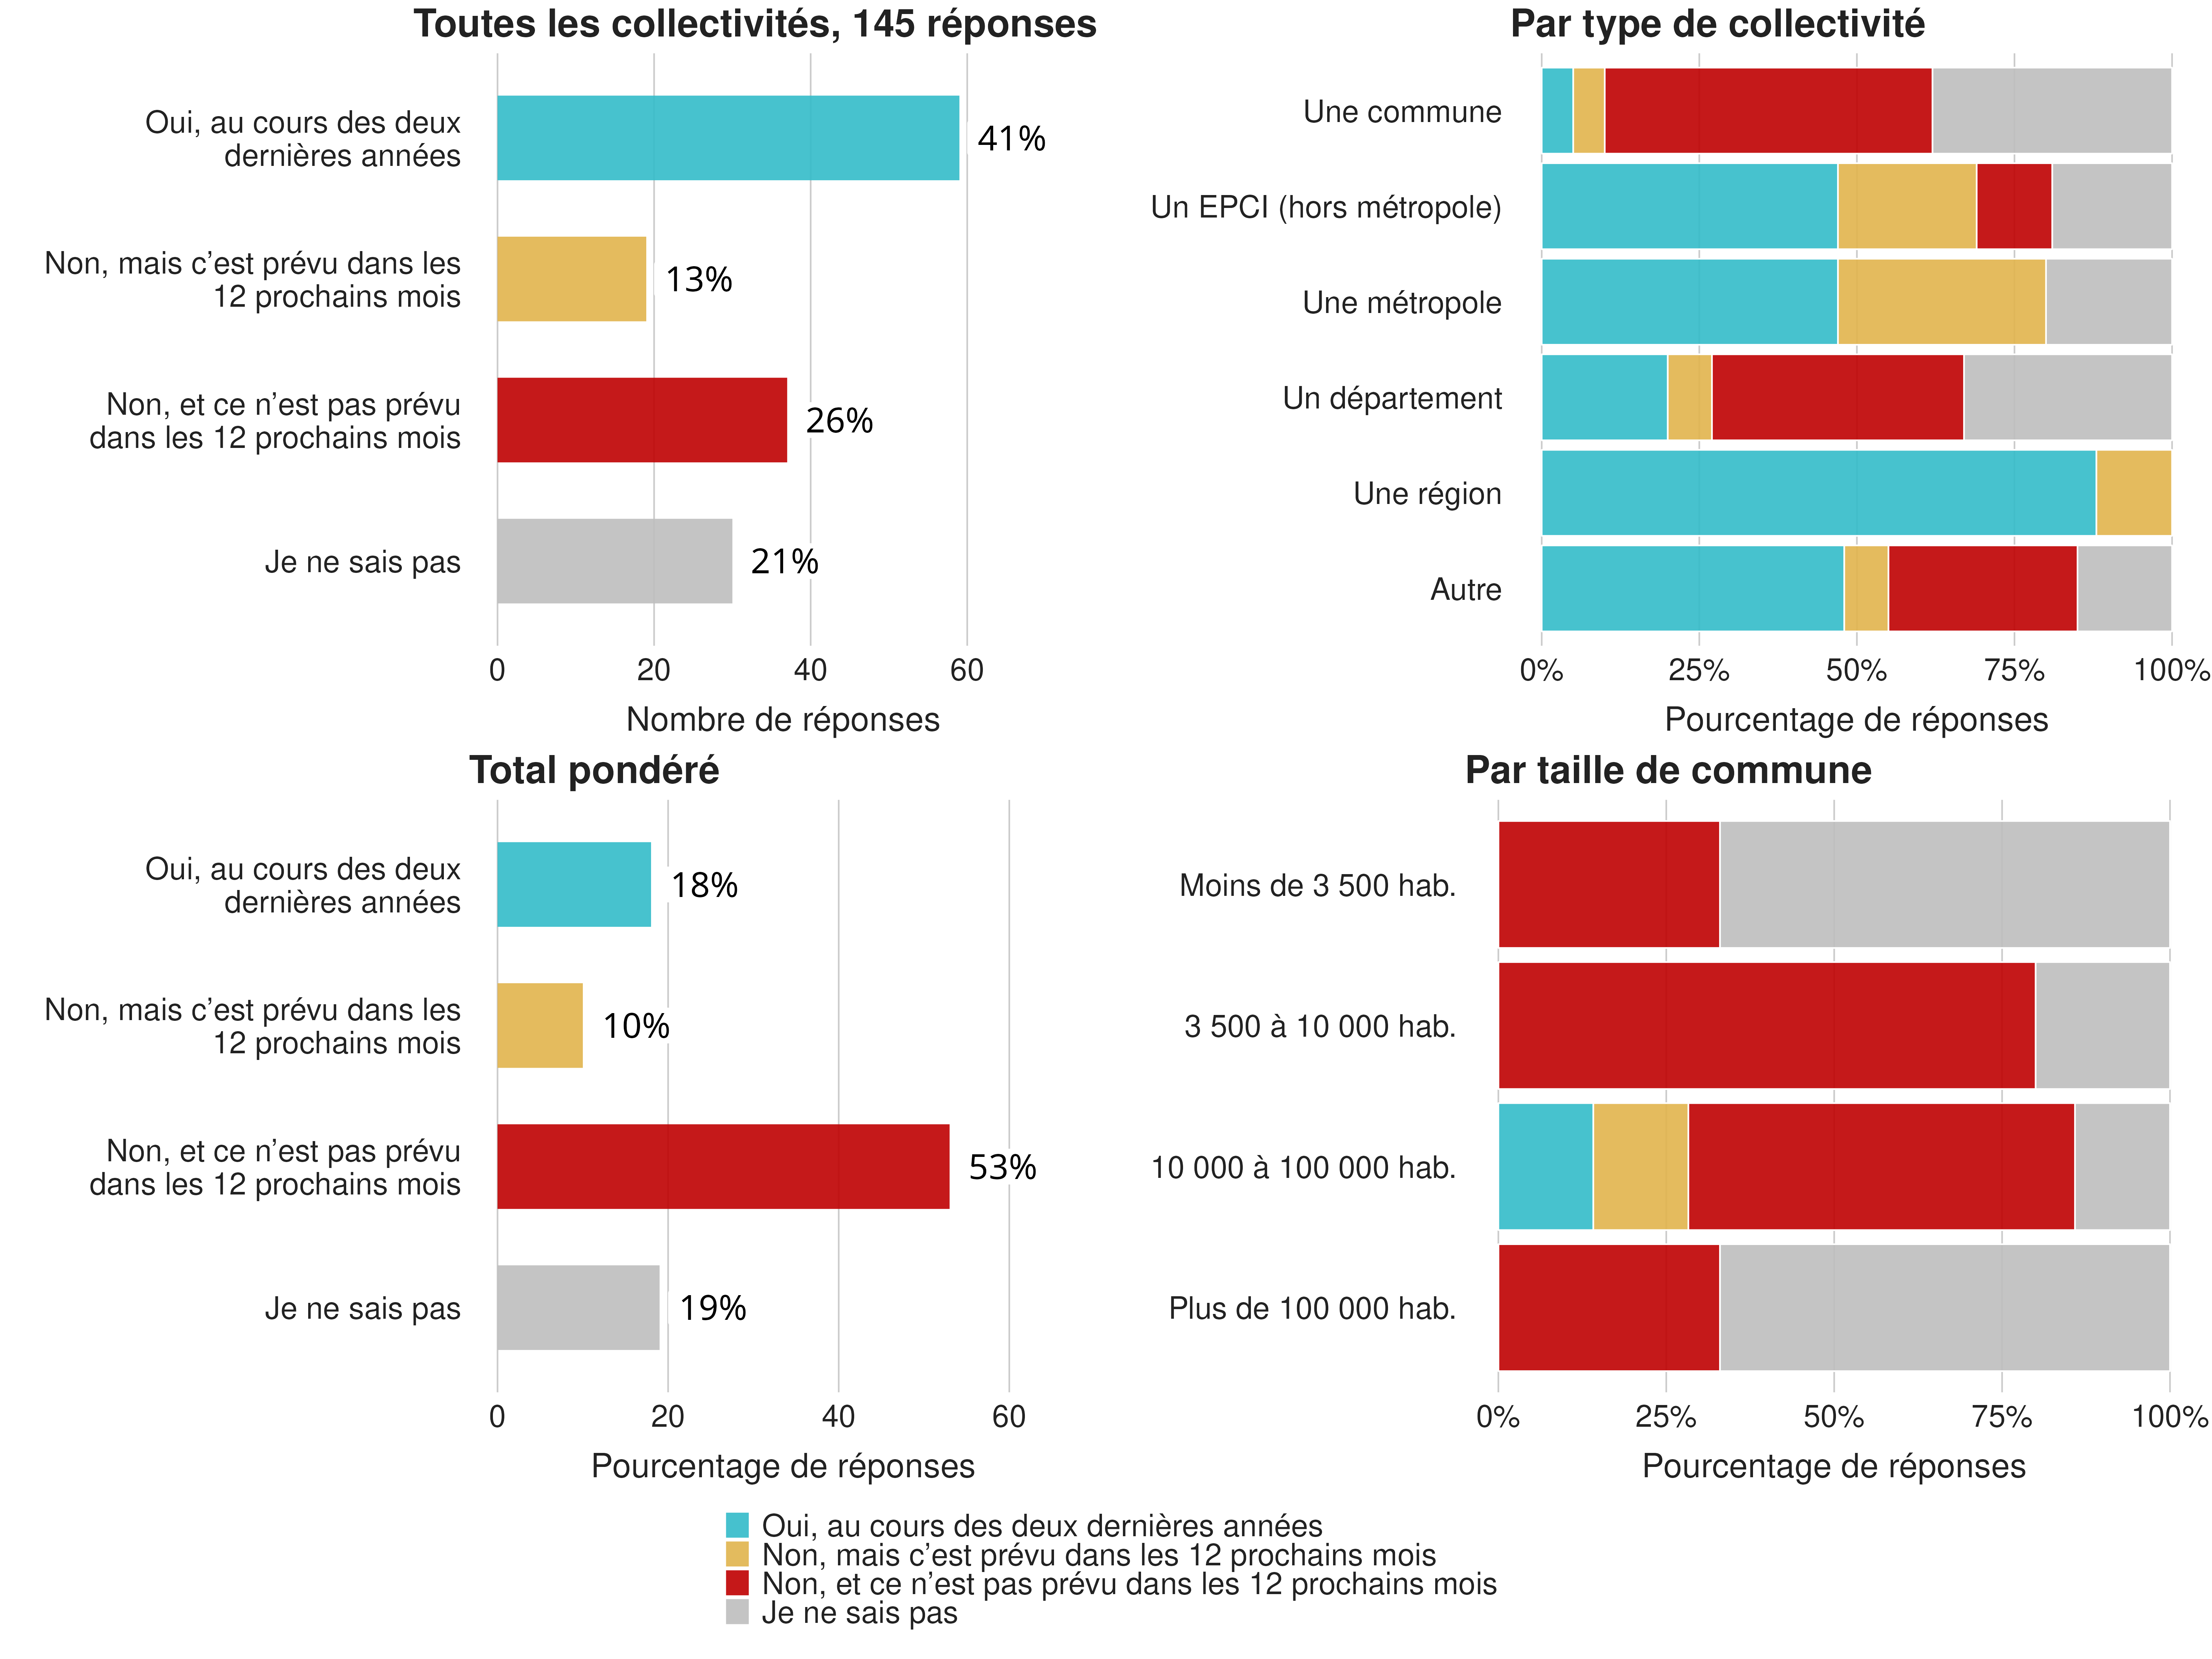 Toutes les collectivités, 145 réponses
Oui, au cours des deux
dernières années
41%
Non, mais c’est prévu dans les
12 prochains mois
13%
Non, et ce n’est pas prévu
dans les 12 prochains mois
26%
Je ne sais pas
21%
0 20 40 60
Nombre de réponses
Par type de collectivité
Une commune
Un EPCI (hors métropole)
Une métropole
Un département
Une région
Autre
0% 25% 50% 75% 100%
Pourcentage de réponses
Total pondéré
Oui, au cours des deux
dernières années
18%
Non, mais c’est prévu dans les
12 prochains mois
10%
Non, et ce n’est pas prévu
dans les 12 prochains mois
53%
Je ne sais pas
19%
0 20 40 60
Pourcentage de réponses
Par taille de commune
Moins de 3 500 hab.
3 500 à 10 000 hab.
10 000 à 100 000 hab.
Plus de 100 000 hab.
0% 25% 50% 75% 100%
Pourcentage de réponses
Oui, au cours des deux dernières années
Non, mais c’est prévu dans les 12 prochains mois
Non, et ce n’est pas prévu dans les 12 prochains mois
Je ne sais pas